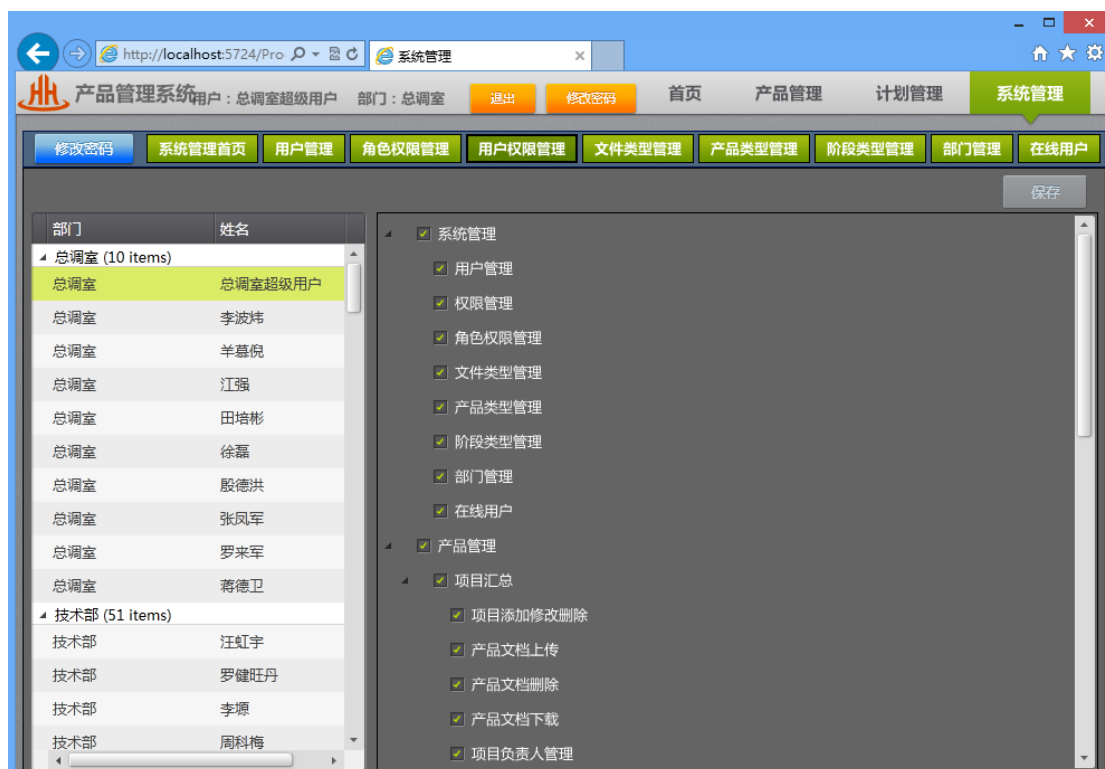 http://localhost:5724/Pro
系统管理
产品管理系统
用户：总调室超级用户 部门：总调室
退出
修改密码
首页
产品管理
计划管理
系统管理
修改密码
系统管理首页
用户管理
角色权限管理
用户权限管理
文件类型管理
产品类型管理
阶段类型管理
部门管理
在线用户
保存
部门 姓名
总调室 (10 items)
总调室 总调室超级用户
总调室 李波炜
总调室 羊慕倪
总调室 江强
总调室 田培彬
总调室 徐磊
总调室 殷德洪
总调室 张凤军
总调室 罗来军
总调室 蒋德卫
技术部 (51 items)
技术部 汪虹宇
技术部 罗健旺丹
技术部 李塬
技术部 周科梅
系统管理
用户管理
权限管理
角色权限管理
文件类型管理
产品类型管理
阶段类型管理
部门管理
在线用户
产品管理
项目汇总
项目添加修改删除
产品文档上传
产品文档删除
产品文档下载
项目负责人管理